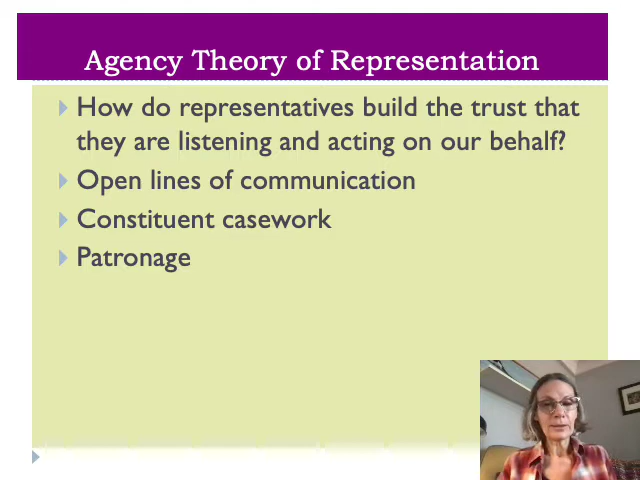 Agency Theory of Representation
How do representatives build the trust that
they are listening and acting on our behalf?
Open lines of communication
Constituent casework
Patronage